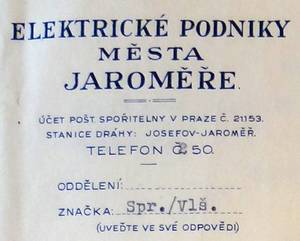 ELEKTRICKÉ PODNIKY
MĚSTA
JAROMĚŘE.
ÚČET POŠT. SPOŘITELNY V PRAZE Č. 21153.
STANICE DRÁHY: JOSEFOV-JAROMĚŘ.
TELEFON Č. 50.
ODDĚLENÍ:
ZNAČKA: Spr./Vlš.
(UVEĎTE VE SVÉ ODPOVĚDI)